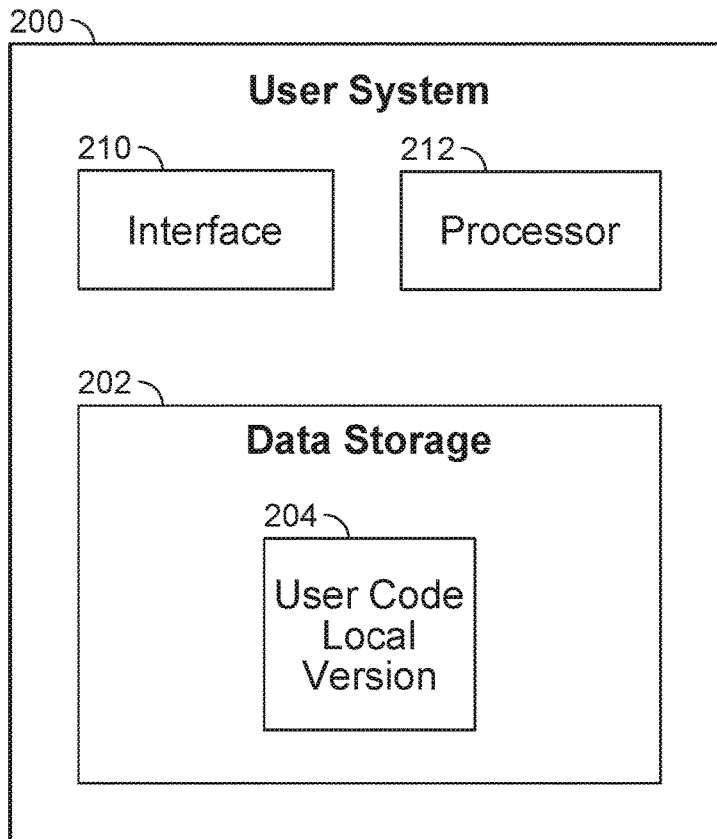 200
User System
210
Interface
212
Processor
202
Data Storage
204
User Code
Local
Version